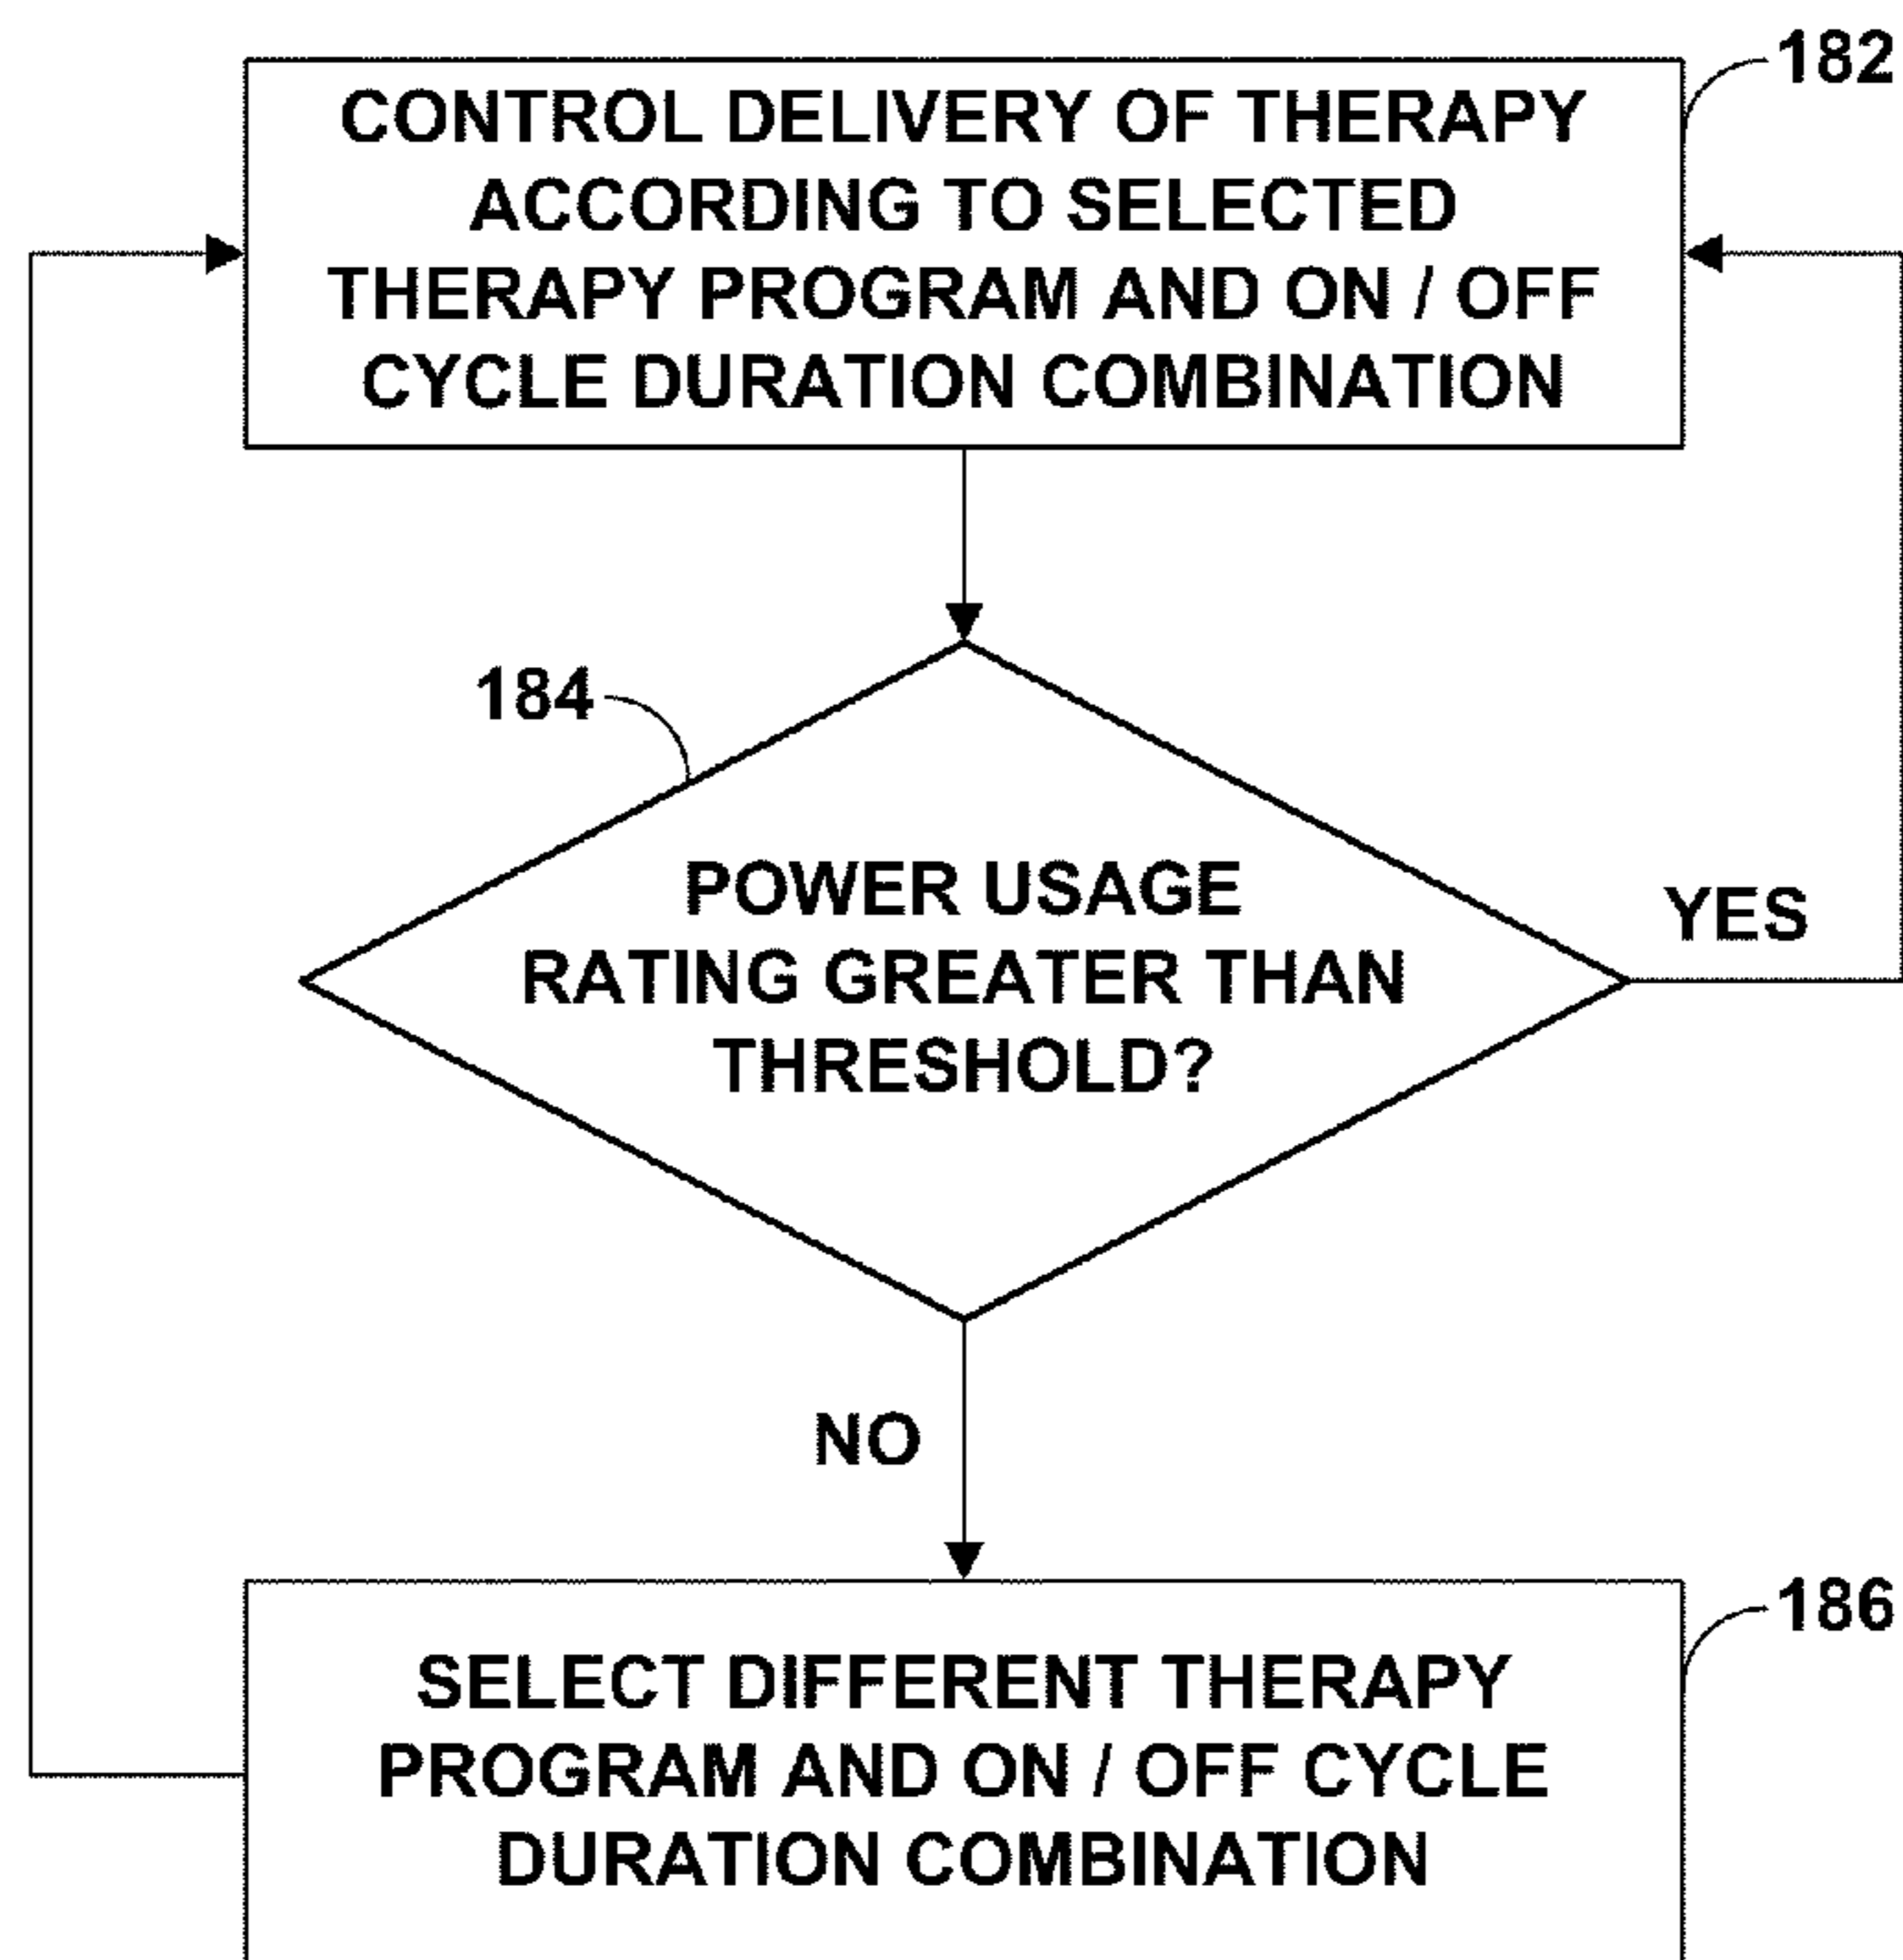 182
CONTROL DELIVERY OF THERAPY
ACCORDING TO SELECTED
THERAPY PROGRAM AND ON / OFF
CYCLE DURATION COMBINATION
184
POWER USAGE
RATING GREATER THAN
THRESHOLD?
YES
NO
186
SELECT DIFFERENT THERAPY
PROGRAM AND ON / OFF CYCLE
DURATION COMBINATION